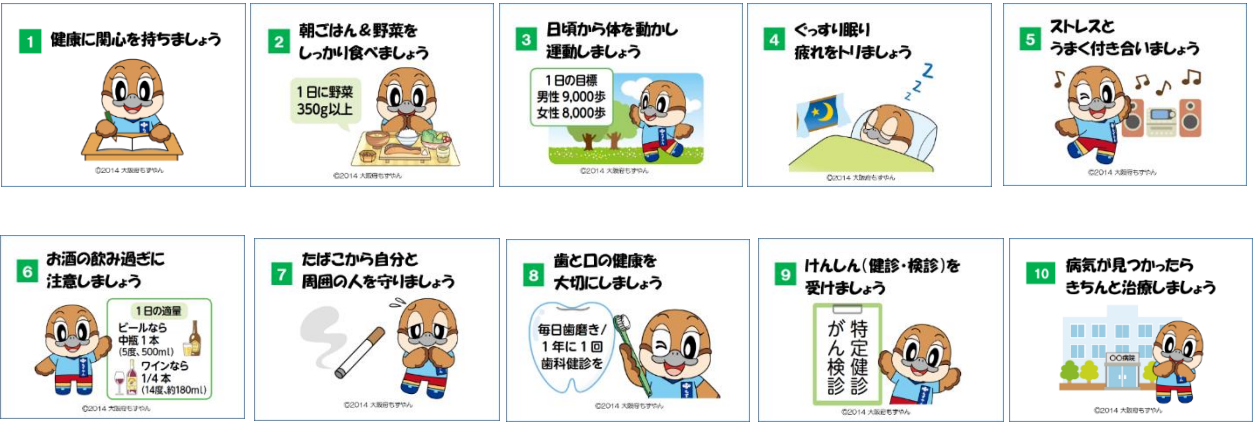 1
健康に関心を持ちましょう
©2014 大阪府もずやん
2
朝ごはん＆野菜を
しっかり食べましょう
1日に野菜
350g以上
©2014 大阪府もずやん
3
日頃から体を動かし
運動しましょう
1日の目標
男性 9,000歩
女性 8,000歩
©2014 大阪府もずやん
4
ぐっすり眠り
疲れをトリましょう
z
z
z
z
©2014 大阪府もずやん
5
ストレスと
うまく付き合いましょう
©2014 大阪府もずやん
6
お酒の飲み過ぎに
注意しましょう
1日の適量
ビールなら
中瓶1本
(5度、500ml)
ワインなら
1/4本
(14度、約180ml)
©2014 大阪府もずやん
7
たばこから自分と
周囲の人を守りましょう
©2014 大阪府もずやん
8
歯と口の健康を
大切にしましょう
毎日歯磨き/
1年に1回
歯科健診を
©2014 大阪府もずやん
9
けんしん（健診・検診）を
受けましょう
特定健診
がん検診
©2014 大阪府もずやん
10
病気が見つかったら
きちんと治療しましょう
○○病院
©2014 大阪府もずやん